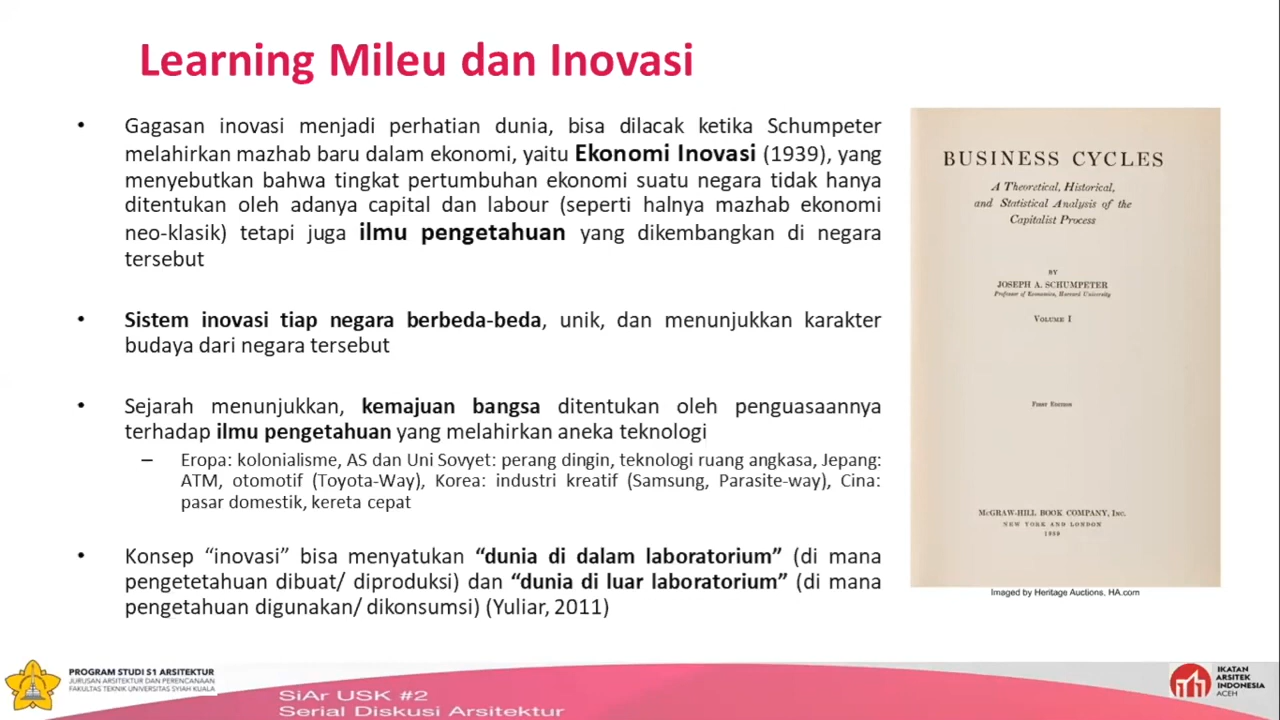 Learning Mileu dan Inovasi
• Gagasan inovasi menjadi perhatian dunia, bisa dilacak ketika Schumpeter
melahirkan mazhab baru dalam ekonomi, yaitu Ekonomi Inovasi (1939), yang
menyebutkan bahwa tingkat pertumbuhan ekonomi suatu negara tidak hanya
ditentukan oleh adanya capital dan labour (seperti halnya mazhab ekonomi
neo-klasik) tetapi juga ilmu pengetahuan yang dikembangkan di negara
tersebut
• Sistem inovasi tiap negara berbeda-beda, unik, dan menunjukkan karakter
budaya dari negara tersebut
• Sejarah menunjukkan, kemajuan bangsa ditentukan oleh penguasaannya
terhadap ilmu pengetahuan yang melahirkan aneka teknologi
– Eropa: kolonialisme, AS dan Uni Sovyet: perang dingin, teknologi ruang angkasa, Jepang:
ATM, otomotif (Toyota-Way), Korea: industri kreatif (Samsung, Parasite-way), Cina:
pasar domestik, kereta cepat
• Konsep “inovasi” bisa menyatukan “dunia di dalam laboratorium” (di mana
pengetetahuan dibuat/ diproduksi) dan “dunia di luar laboratorium” (di mana
pengetahuan digunakan/ dikonsumsi) (Yuliar, 2011)
BUSINESS CYCLES
A Theoretical, Historical,
and Statistical Analysis of the
Capitalist Process
BY
JOSEPH A. SCHUMPETER
Professor of Economics, Harvard University
VOLUME I
FIRST EDITION
McGRAW-HILL BOOK COMPANY, INC.
NEW YORK AND LONDON
1939
Imaged by Heritage Auctions, HA.com
PROGRAM STUDI S1 ARSITEKTUR
JURUSAN ARSITEKTUR DAN PERENCANAAN
FAKULTAS TEKNIK UNIVERSITAS SYIAH KUALA
SiAr USK #2
Serial Diskusi Arsitektur
IKATAN
ARSITEK
INDONESIA
ACEH